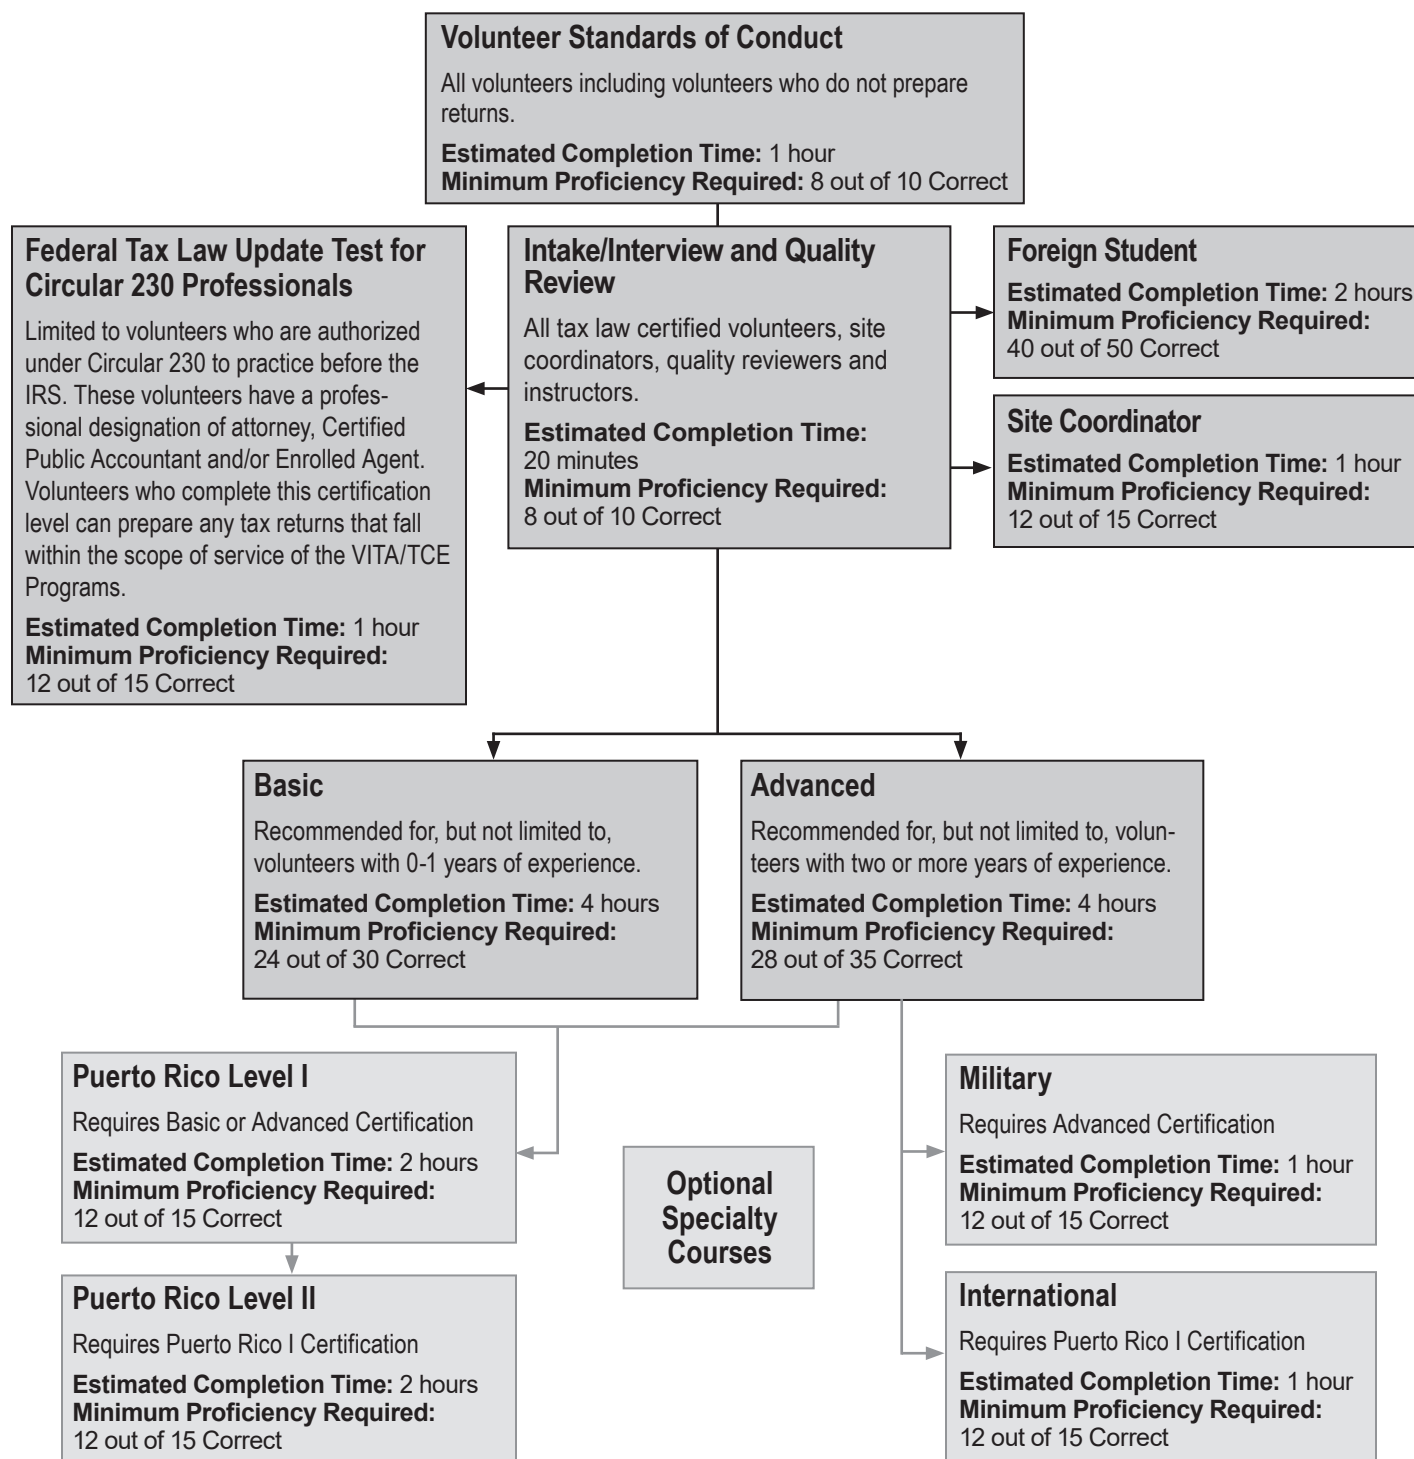 Volunteer Standards of Conduct
All volunteers including volunteers who do not prepare
returns.
Estimated Completion Time: 1 hour
Minimum Proficiency Required: 8 out of 10 Correct
Federal Tax Law Update Test for
Circular 230 Professionals
Limited to volunteers who are authorized
under Circular 230 to practice before the
IRS. These volunteers have a profes-
sional designation of attorney, Certified
Public Accountant and/or Enrolled Agent.
Volunteers who complete this certification
level can prepare any tax returns that fall
within the scope of service of the VITA/TCE
Programs.
Estimated Completion Time: 1 hour
Minimum Proficiency Required:
12 out of 15 Correct
Intake/Interview and Quality
Review
All tax law certified volunteers, site
coordinators, quality reviewers and
instructors.
Estimated Completion Time:
20 minutes
Minimum Proficiency Required:
8 out of 10 Correct
Foreign Student
Estimated Completion Time: 2 hours
Minimum Proficiency Required:
40 out of 50 Correct
Site Coordinator
Estimated Completion Time: 1 hour
Minimum Proficiency Required:
12 out of 15 Correct
Basic
Recommended for, but not limited to,
volunteers with 0-1 years of experience.
Estimated Completion Time: 4 hours
Minimum Proficiency Required:
24 out of 30 Correct
Advanced
Recommended for, but not limited to, volun-
teers with two or more years of experience.
Estimated Completion Time: 4 hours
Minimum Proficiency Required:
28 out of 35 Correct
Puerto Rico Level I
Requires Basic or Advanced Certification
Estimated Completion Time: 2 hours
Minimum Proficiency Required:
12 out of 15 Correct
Puerto Rico Level II
Requires Puerto Rico I Certification
Estimated Completion Time: 2 hours
Minimum Proficiency Required:
12 out of 15 Correct
Optional
Specialty
Courses
Military
Requires Advanced Certification
Estimated Completion Time: 1 hour
Minimum Proficiency Required:
12 out of 15 Correct
International
Requires Puerto Rico I Certification
Estimated Completion Time: 1 hour
Minimum Proficiency Required:
12 out of 15 Correct